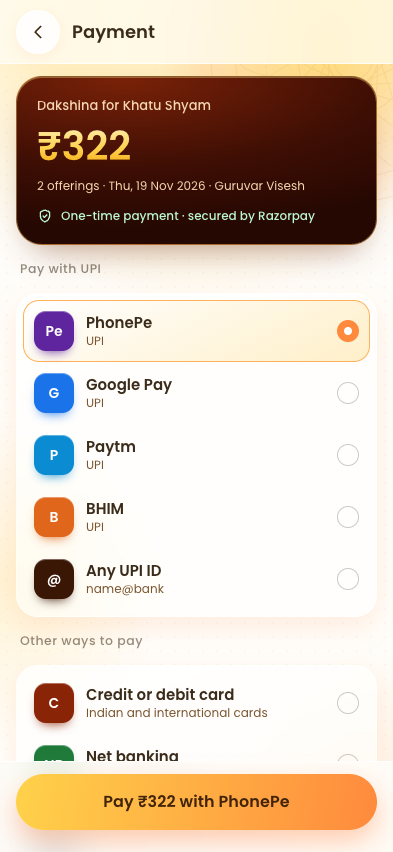 Payment
Dakshina for Khatu Shyam
₹322
2 offerings · Thu, 19 Nov 2026 · Guruvar Visesh
One-time payment · secured by Razorpay
Pay with UPI
Pe
PhonePe
UPI
G
Google Pay
UPI
P
Paytm
UPI
B
BHIM
UPI
@
Any UPI ID
name@bank
Other ways to pay
C
Credit or debit card
Indian and international cards
Net banking
Pay ₹322 with PhonePe